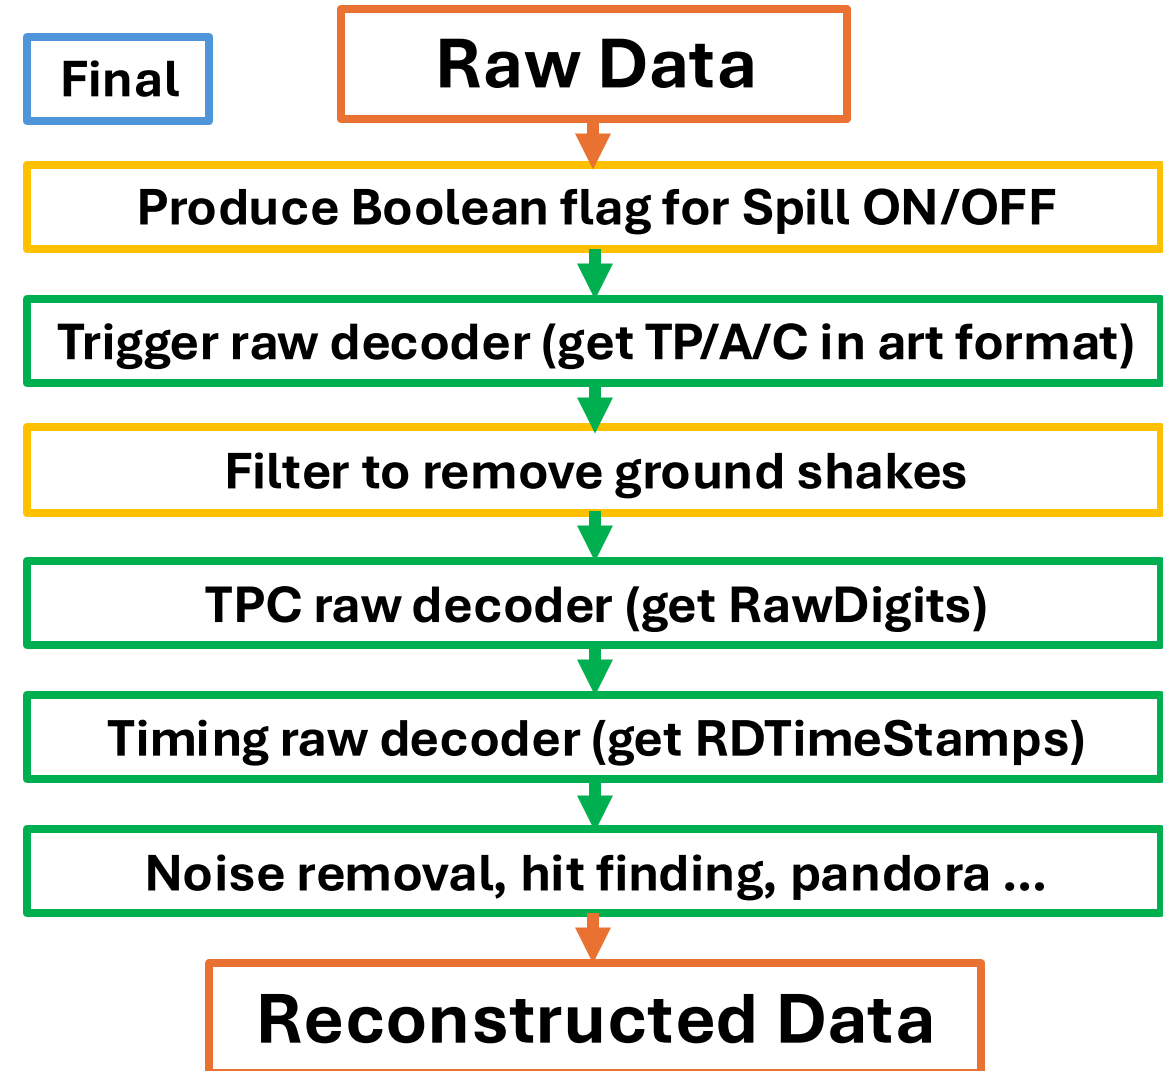 Final
Raw Data
Produce Boolean flag for Spill ON/OFF
Trigger raw decoder (get TP/A/C in art format)
Filter to remove ground shakes
TPC raw decoder (get RawDigits)
Timing raw decoder (get RDTimeStamps)
Noise removal, hit finding, pandora ...
Reconstructed Data